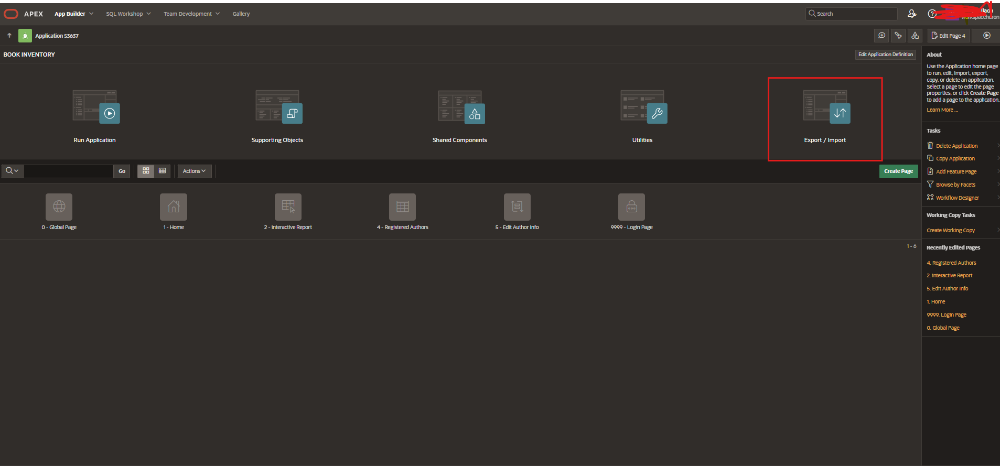 APEX App Builder SQL Workshop Team Development Gallery Search
Application 53637 Edit Page 4
BOOK INVENTORY Edit Application Definition
Run Application Supporting Objects Shared Components Utilities Export / Import
Go Actions Create Page
0 - Global Page 1 - Home 2 - Interactive Report 4 - Registered Authors 5 - Edit Author Info 9999 - Login Page
1 - 6
About
Use the Application home page
to run, edit, import, export,
copy, or delete an application.
Select a page to edit the page
properties, or click Create Page
to add a page to the application.
Learn More ...
Tasks
Delete Application
Copy Application
Add Feature Page
Browse by Facets
Workflow Designer
Working Copy Tasks
Create Working Copy
Recently Edited Pages
4. Registered Authors
2. Interactive Report
5. Edit Author Info
1. Home
9999. Login Page
0. Global Page